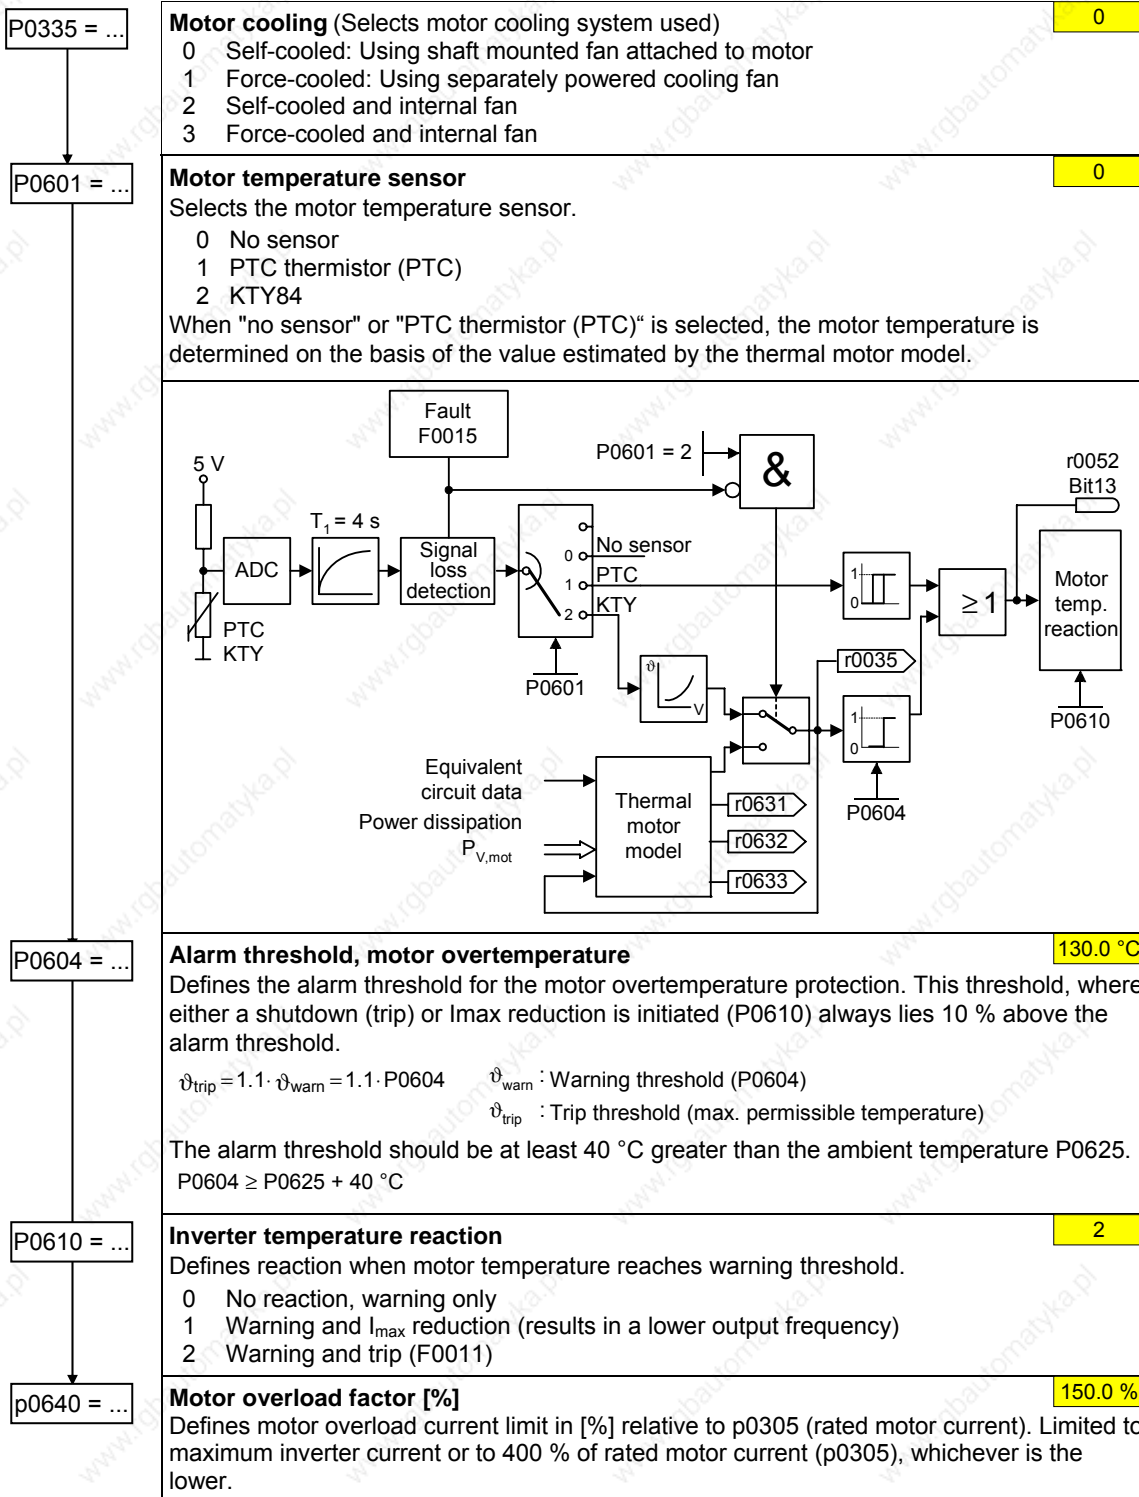 P0335 = ...
Motor cooling (Selects motor cooling system used)
0
0 Self-cooled: Using shaft mounted fan attached to motor
1 Force-cooled: Using separately powered cooling fan
2 Self-cooled and internal fan
3 Force-cooled and internal fan
P0601 = ...
Motor temperature sensor
0
Selects the motor temperature sensor.
0 No sensor
1 PTC thermistor (PTC)
2 KTY84
When "no sensor" or "PTC thermistor (PTC)“ is selected, the motor temperature is
determined on the basis of the value estimated by the thermal motor model.
Fault
F0015
P0601 = 2
&
r0052
Bit13
5 V
T1 = 4 s
ADC
Signal
loss
detection
0
No sensor
1
PTC
2
KTY
PTC
KTY
P0601
1
0
≥ 1
Motor
temp.
reaction
P0610
ϑ
V
r0035
1
0
P0604
Equivalent
circuit data
Power dissipation
PV,mot
Thermal
motor
model
r0631
r0632
r0633
P0604 = ...
Alarm threshold, motor overtemperature
130.0 °C
Defines the alarm threshold for the motor overtemperature protection. This threshold, where
either a shutdown (trip) or Imax reduction is initiated (P0610) always lies 10 % above the
alarm threshold.
ϑtrip = 1.1· ϑwarn = 1.1· P0604
ϑwarn : Warning threshold (P0604)
ϑtrip : Trip threshold (max. permissible temperature)
The alarm threshold should be at least 40 °C greater than the ambient temperature P0625.
P0604 ≥ P0625 + 40 °C
P0610 = ...
Inverter temperature reaction
2
Defines reaction when motor temperature reaches warning threshold.
0 No reaction, warning only
1 Warning and Imax reduction (results in a lower output frequency)
2 Warning and trip (F0011)
p0640 = ...
Motor overload factor [%]
150.0 %
Defines motor overload current limit in [%] relative to p0305 (rated motor current). Limited to
maximum inverter current or to 400 % of rated motor current (p0305), whichever is the
lower.
www.rgbautomatyka.pl